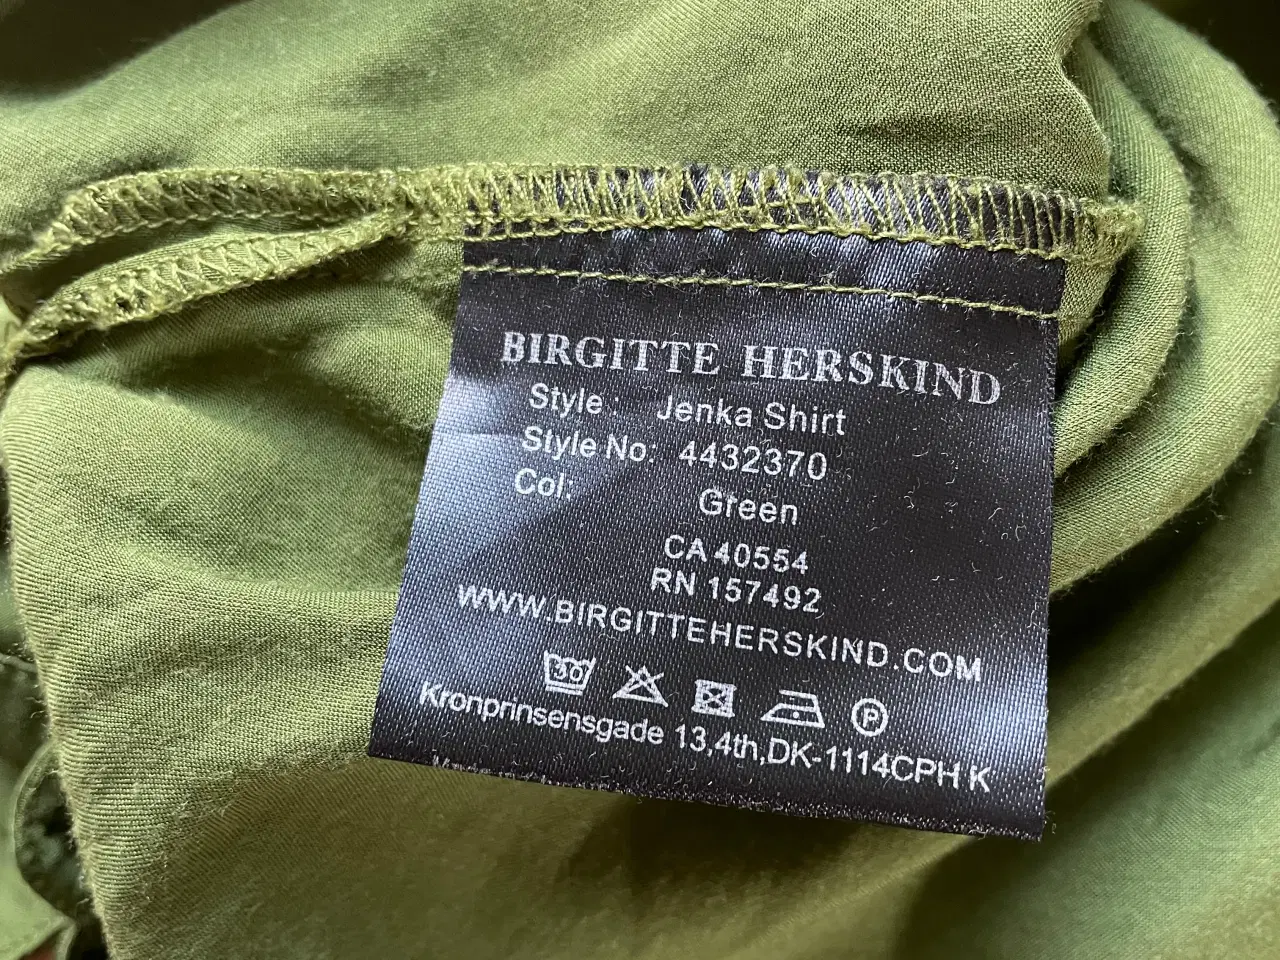 BIRGITTE HERSKIND
Style: Jenka Shirt
Style No: 4432370
Col: Green
CA 40554
RN 157492
WWW.BIRGITTEHERSKIND.COM
30
P
Kronprinsensgade 13,4th,DK-1114CPH K